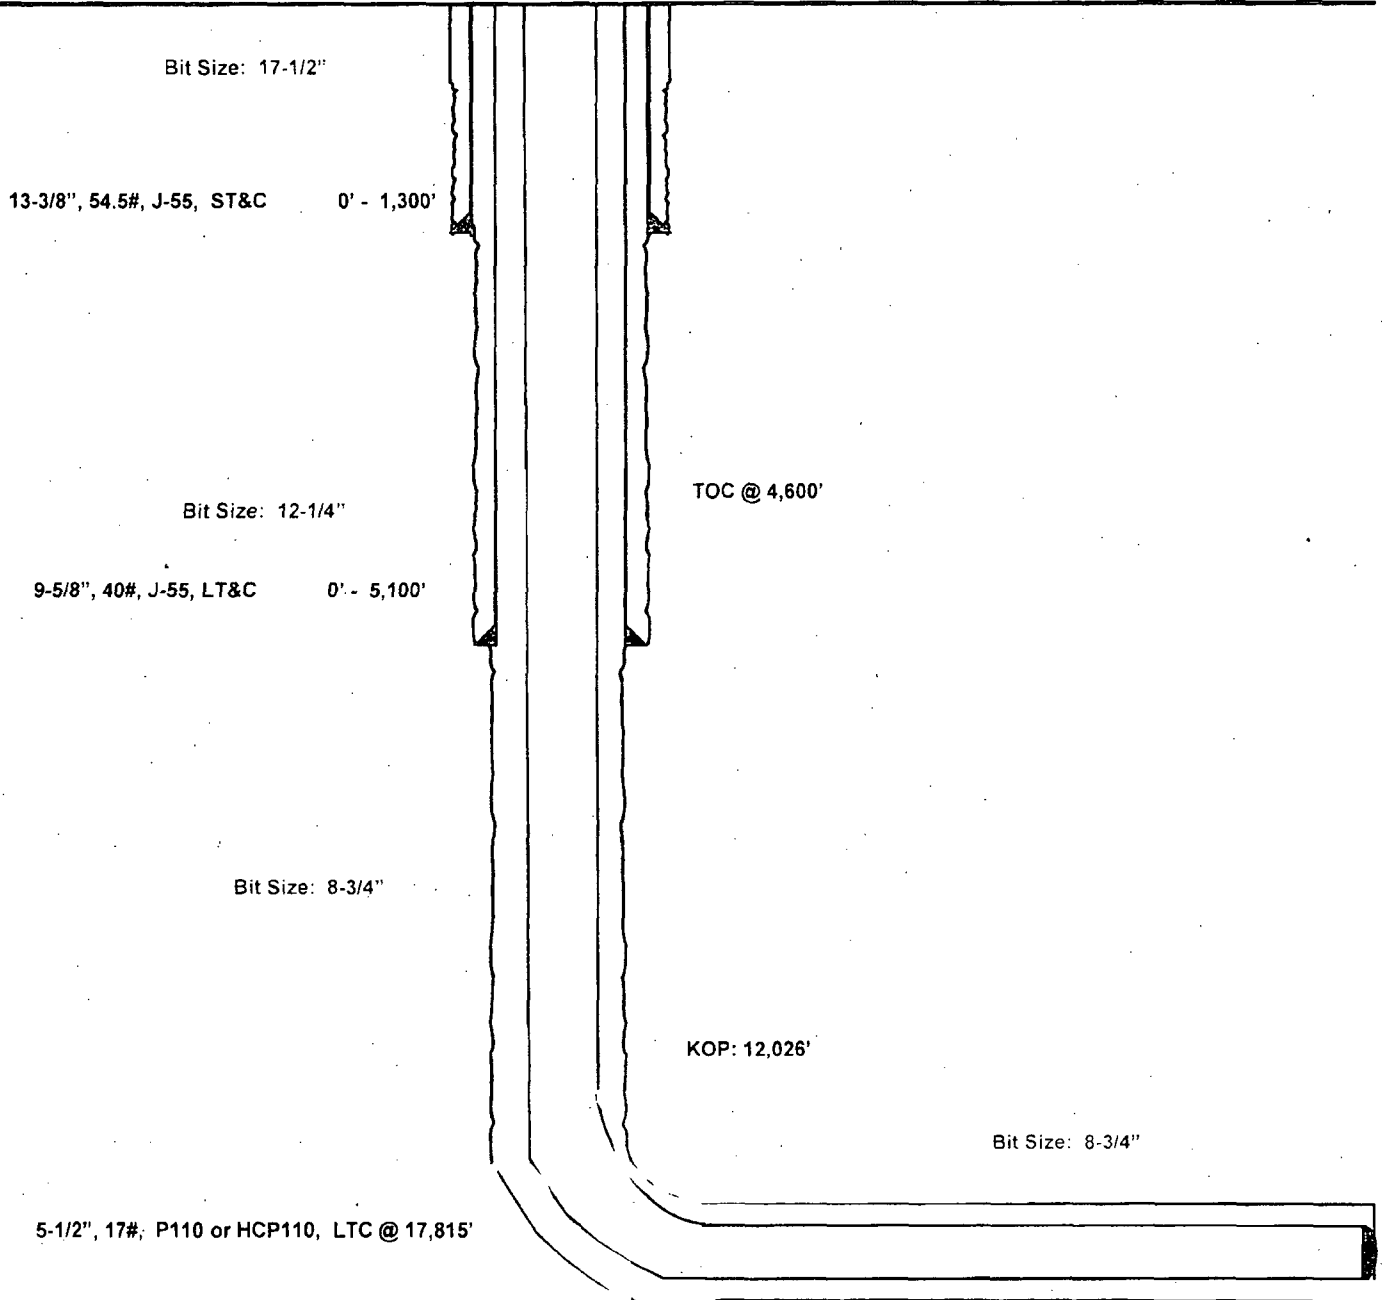 Bit Size: 17-1/2"
13-3/8", 54.5#, J-55, ST&C 0' - 1,300'
TOC @ 4,600'
Bit Size: 12-1/4"
9-5/8", 40#, J-55, LT&C 0' - 5,100'
Bit Size: 8-3/4"
KOP: 12,026'
Bit Size: 8-3/4"
5-1/2", 17#, P110 or HCP110, LTC @ 17,815'